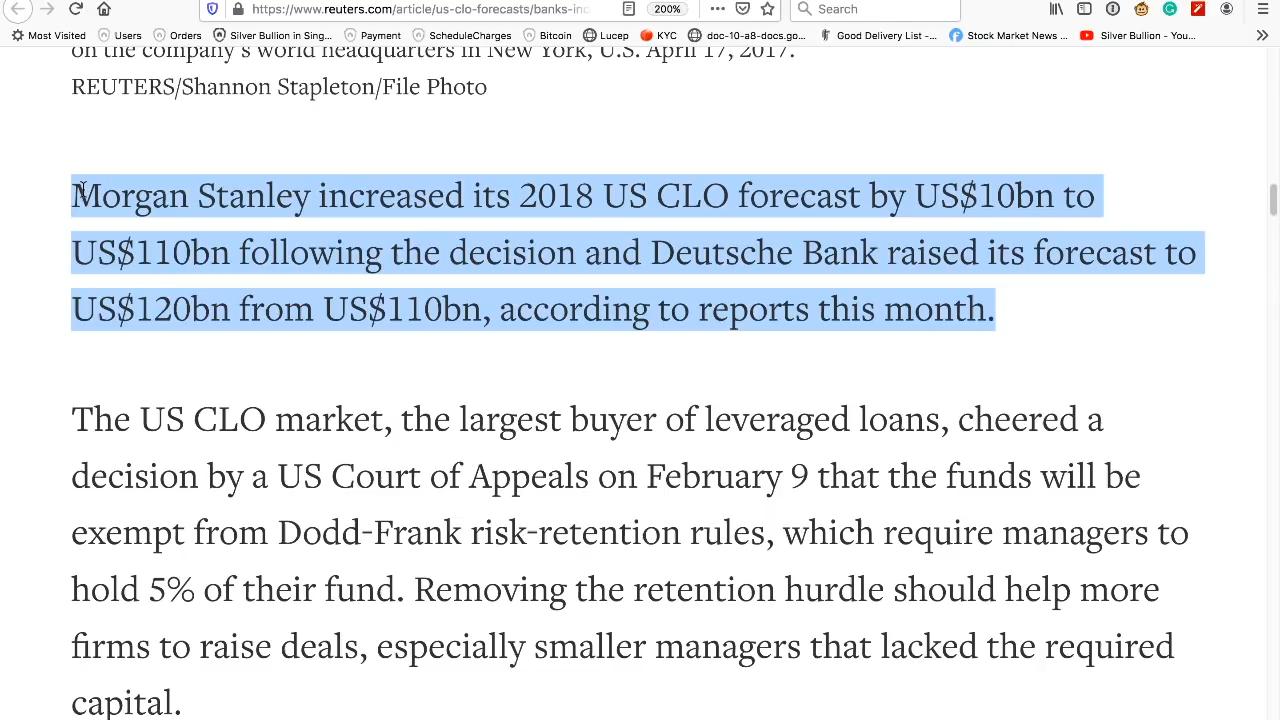 https://www.reuters.com/article/us-clo-forecasts/banks-inc
200%
Search
Most Visited
Users
Orders
Silver Bullion in Sing...
Payment
ScheduleCharges
Bitcoin
Lucep
KYC
doc-10-a8-docs.go...
Good Delivery List -...
Stock Market News ...
Silver Bullion - You...
on the company's world headquarters in New York, U.S. April 17, 2017.
REUTERS/Shannon Stapleton/File Photo
Morgan Stanley increased its 2018 US CLO forecast by US$10bn to
US$110bn following the decision and Deutsche Bank raised its forecast to
US$120bn from US$110bn, according to reports this month.
The US CLO market, the largest buyer of leveraged loans, cheered a
decision by a US Court of Appeals on February 9 that the funds will be
exempt from Dodd-Frank risk-retention rules, which require managers to
hold 5% of their fund. Removing the retention hurdle should help more
firms to raise deals, especially smaller managers that lacked the required
capital.